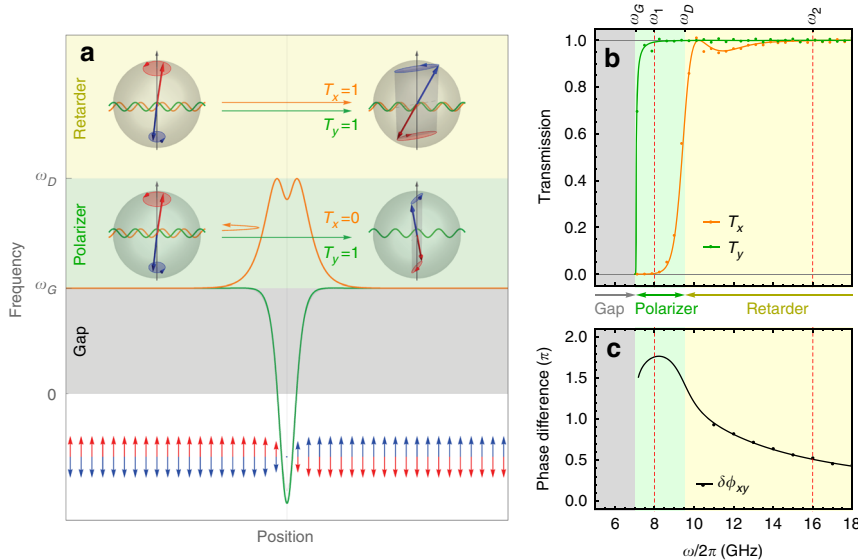 a
Retarder
Tx=1
Ty=1
ωD
Polarizer
Tx=0
Ty=1
ωG
Gap
0
Frequency
Position
ωG ω1 ωD ω2
b
1.0
0.8
0.6
0.4
0.2
0.0
Transmission
Tx
Ty
Gap Polarizer Retarder
c
2.0
1.5
1.0
0.5
0.0
Phase difference (π)
δϕxy
6 8 10 12 14 16 18
ω/2π (GHz)